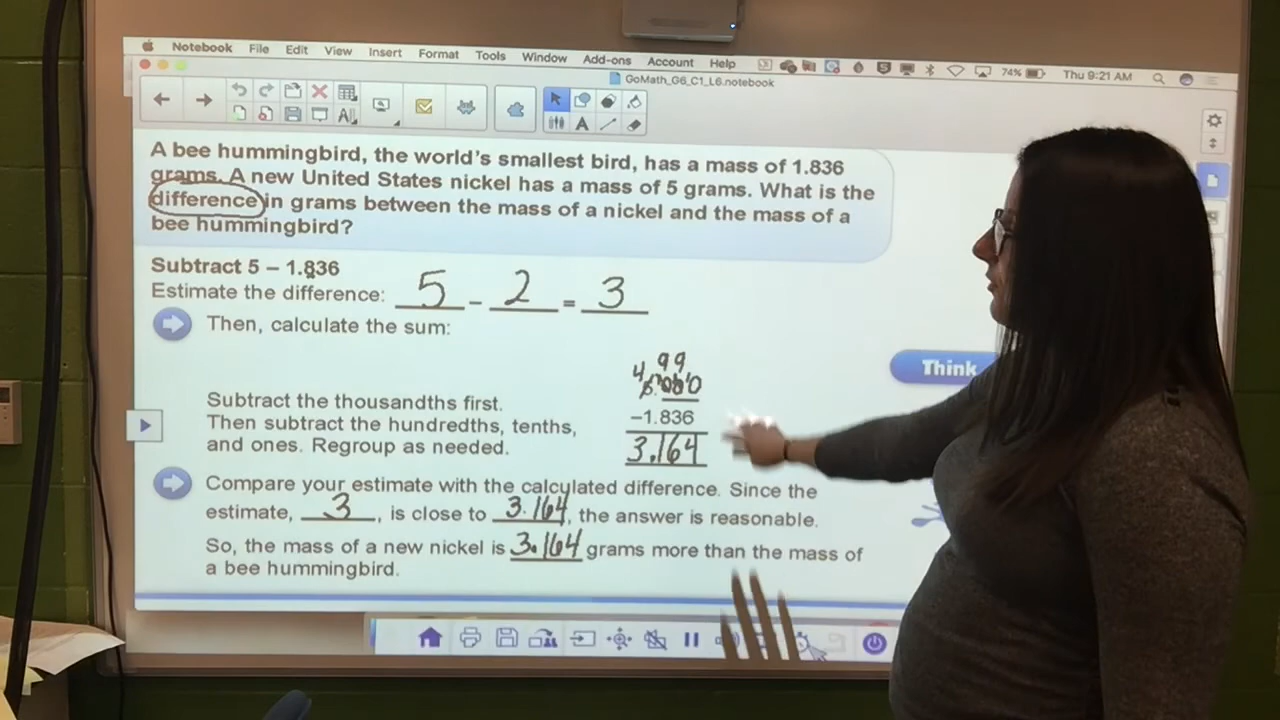 Notebook File Edit View Insert Format Tools Window Add-ons Account Help 74% Thu 9:21 AM
GoMath_G6_C1_L6.notebook
A
A bee hummingbird, the world's smallest bird, has a mass of 1.836
grams. A new United States nickel has a mass of 5 grams. What is the
difference in grams between the mass of a nickel and the mass of a
bee hummingbird?
Subtract 5 – 1.836
Estimate the difference: 5 - 2 = 3
Then, calculate the sum:
Think
4 99
5.000
Subtract the thousandths first.
Then subtract the hundredths, tenths,
and ones. Regroup as needed.
–1.836
3.164
Compare your estimate with the calculated difference. Since the
estimate, 3, is close to 3.164, the answer is reasonable.
So, the mass of a new nickel is 3.164 grams more than the mass of
a bee hummingbird.